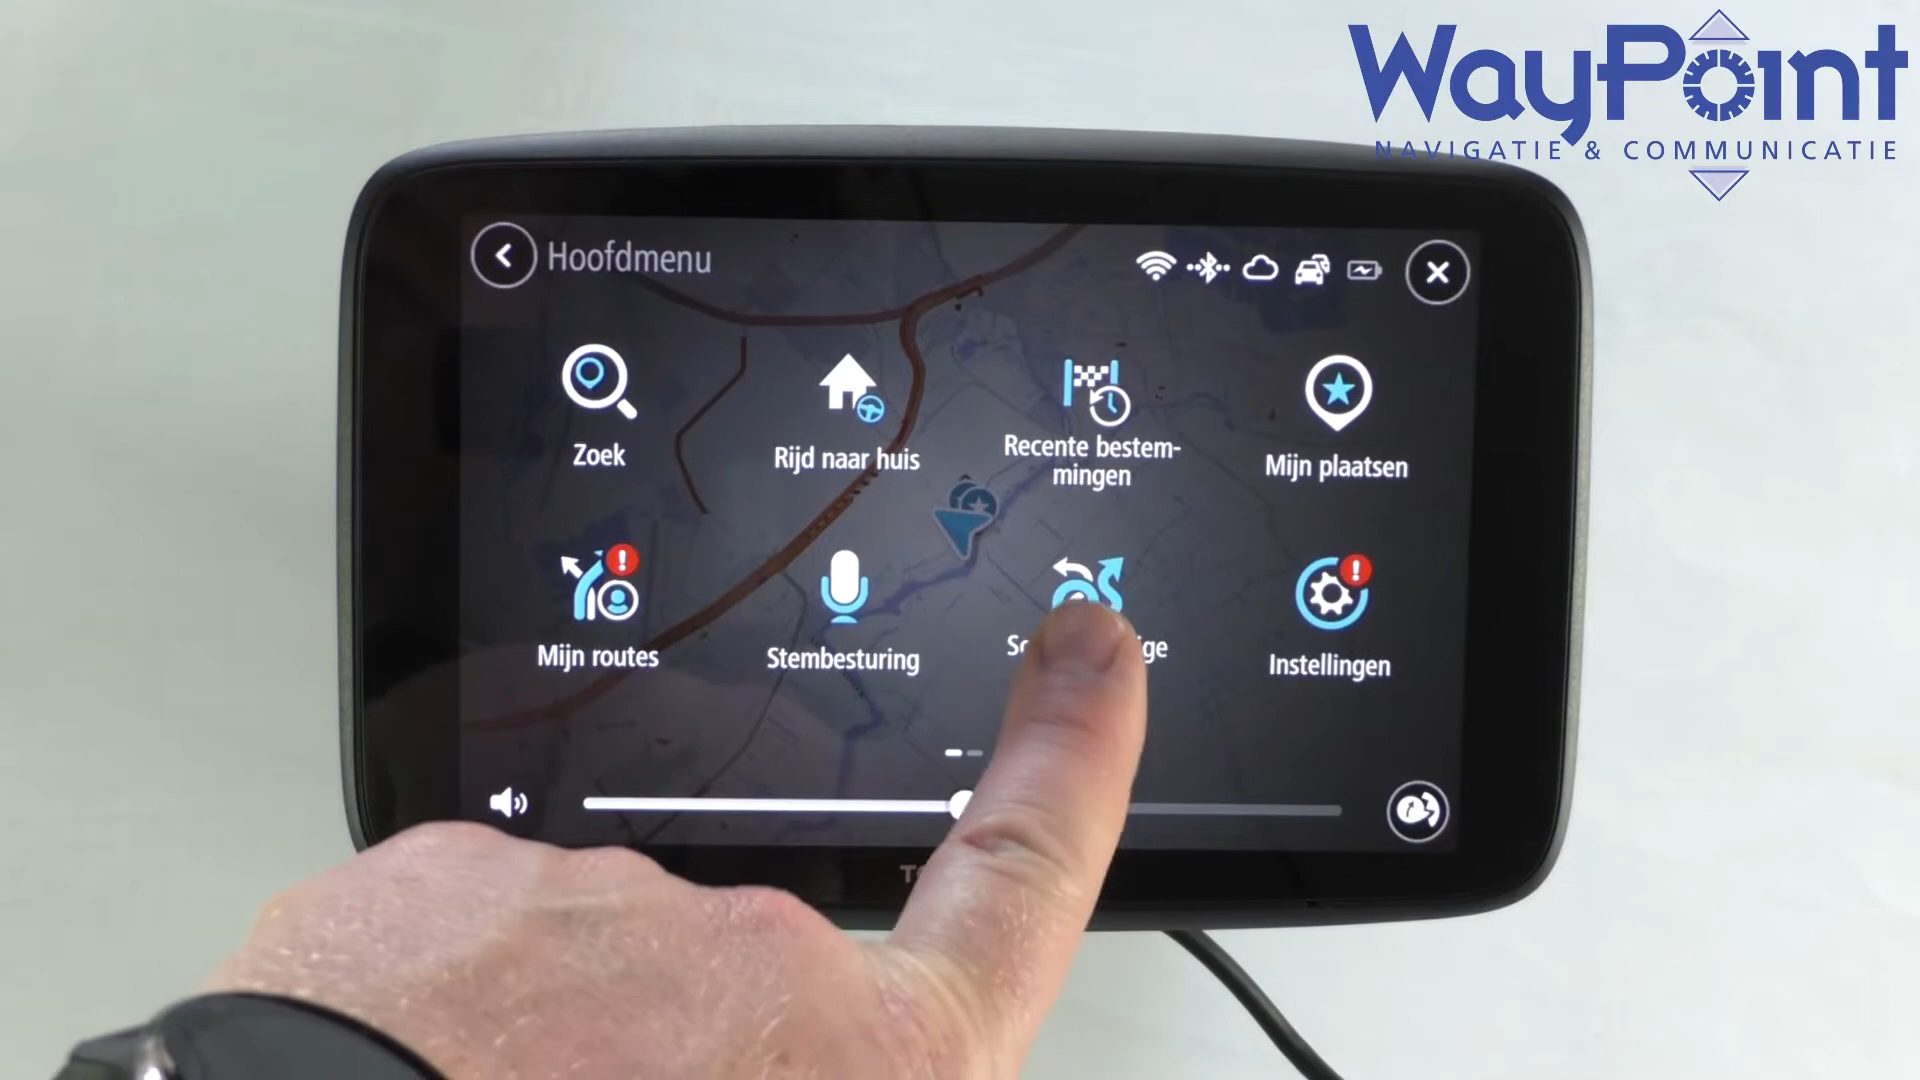 WayPoint
NAVIGATIE & COMMUNICATIE
Hoofdmenu
Zoek
Rijd naar huis
Recente bestem-
mingen
Mijn plaatsen
Mijn routes
Stembesturing
Instellingen